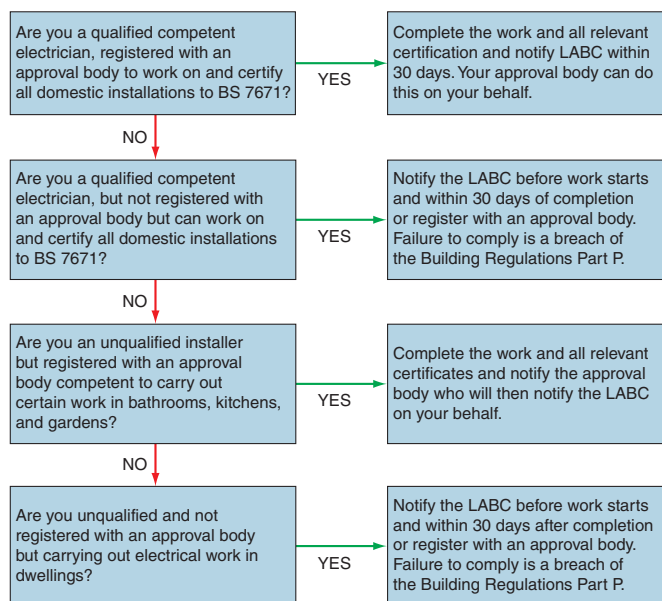 Are you a qualified competent
electrician, registered with an
approval body to work on and certify
all domestic installations to BS 7671?
YES
Complete the work and all relevant
certification and notify LABC within
30 days. Your approval body can do
this on your behalf.
NO
Are you a qualified competent
electrician, but not registered with
an approval body but can work on
and certify all domestic installations
to BS 7671?
YES
Notify the LABC before work starts
and within 30 days of completion
or register with an approval body.
Failure to comply is a breach of
the Building Regulations Part P.
NO
Are you an unqualified installer
but registered with an approval
body competent to carry out
certain work in bathrooms, kitchens,
and gardens?
YES
Complete the work and all relevant
certificates and notify the approval
body who will then notify the LABC
on your behalf.
NO
Are you unqualified and not
registered with an approval body
but carrying out electrical work in
dwellings?
YES
Notify the LABC before work starts
and within 30 days after completion
or register with an approval body.
Failure to comply is a breach of
the Building Regulations Part P.